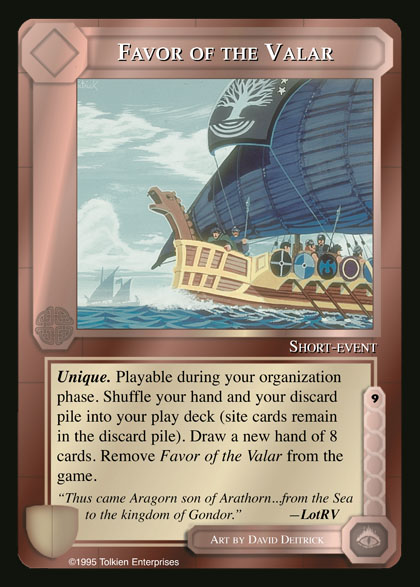 FAVOR OF THE VALAR
SHORT-EVENT
Unique. Playable during your organization
phase. Shuffle your hand and your discard
pile into your play deck (site cards remain
in the discard pile). Draw a new hand of 8
cards. Remove Favor of the Valar from the
game.
9
“Thus came Aragorn son of Arathorn...from the Sea
to the kingdom of Gondor.” –LotRV
ART BY DAVID DEITRICK
©1995 Tolkien Enterprises